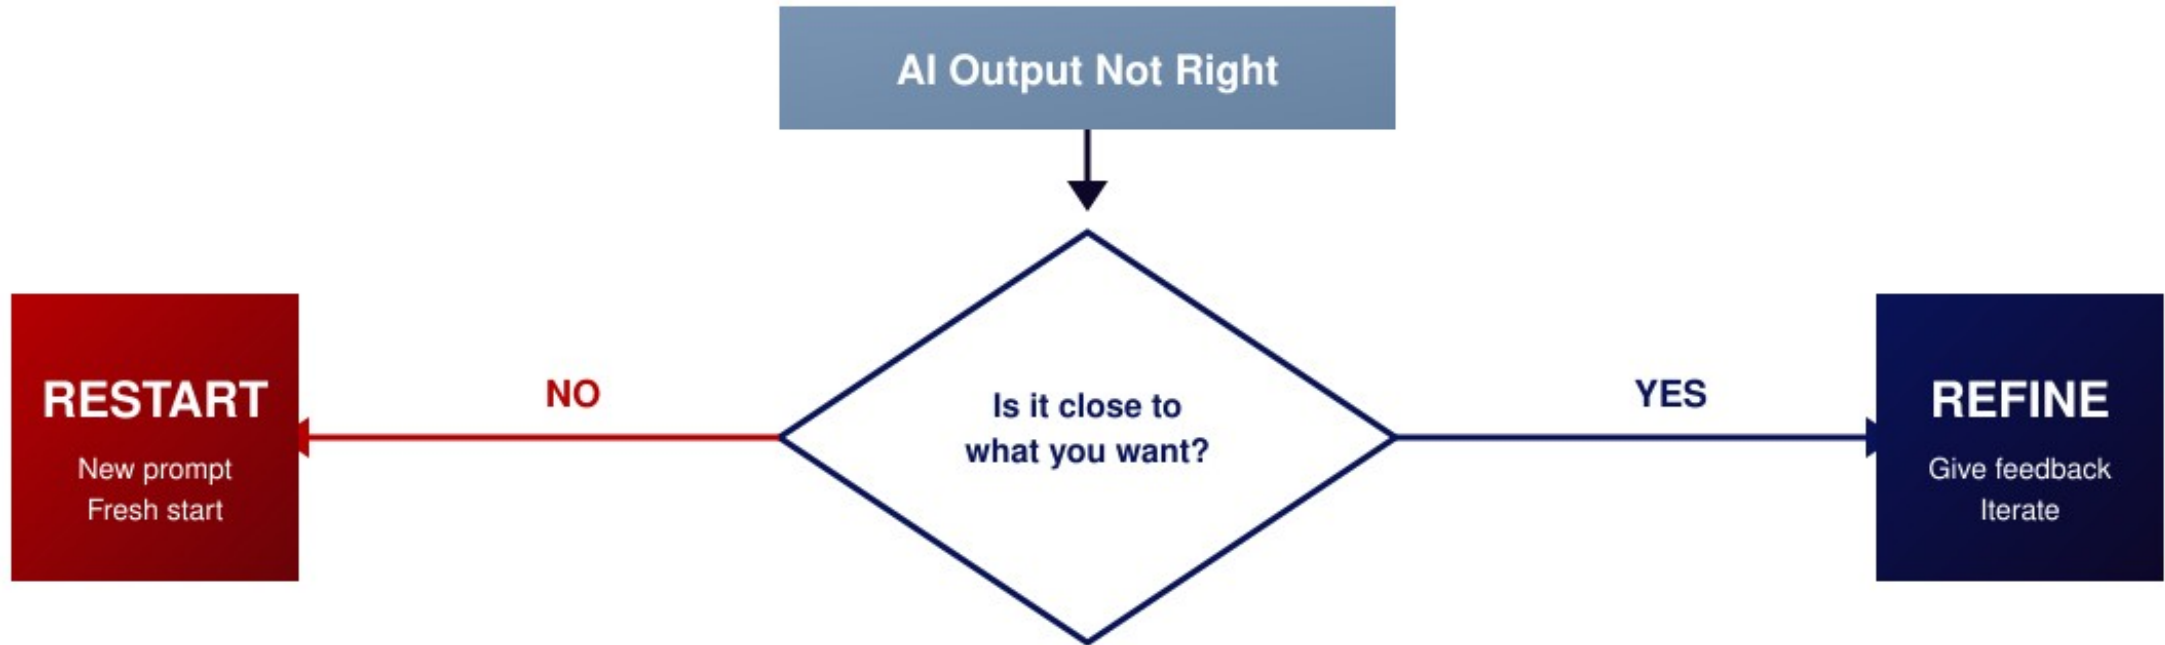 AI Output Not Right
Is it close to
what you want?
NO
RESTART
New prompt
Fresh start
YES
REFINE
Give feedback
Iterate